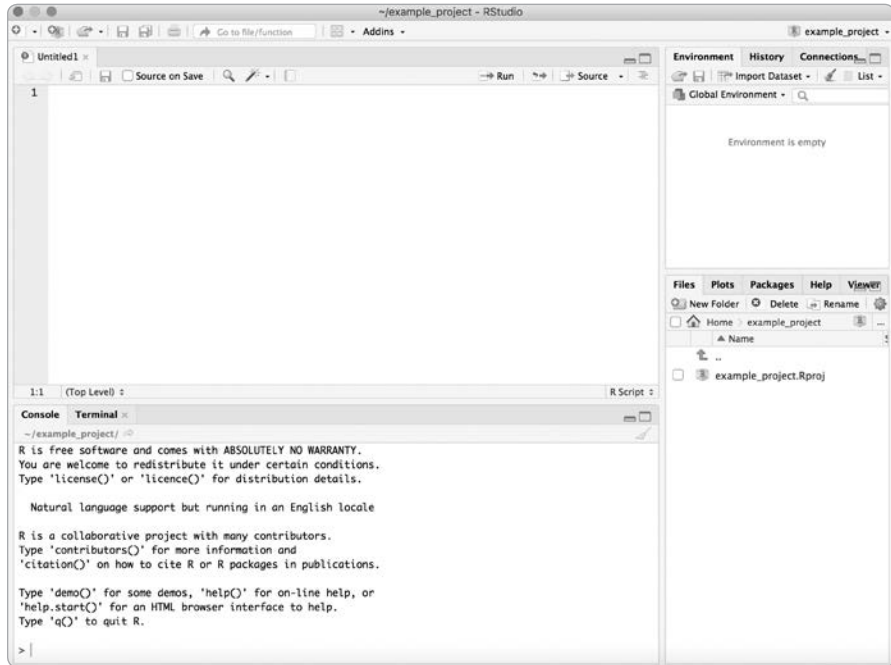 ~/example_project - RStudio
Go to file/function
Addins
example_project
Untitled1
Source on Save
Run
Source
1
1:1 (Top Level)
R Script
Console Terminal
~/example_project/
R is free software and comes with ABSOLUTELY NO WARRANTY.
You are welcome to redistribute it under certain conditions.
Type 'license()' or 'licence()' for distribution details.
Natural language support but running in an English locale
R is a collaborative project with many contributors.
Type 'contributors()' for more information and
'citation()' on how to cite R or R packages in publications.
Type 'demo()' for some demos, 'help()' for on-line help, or
'help.start()' for an HTML browser interface to help.
Type 'q()' to quit R.
>
Environment History Connections
Import Dataset
List
Global Environment
Environment is empty
Files Plots Packages Help Viewer
New Folder Delete Rename
Home example_project
...
Name
..
example_project.Rproj